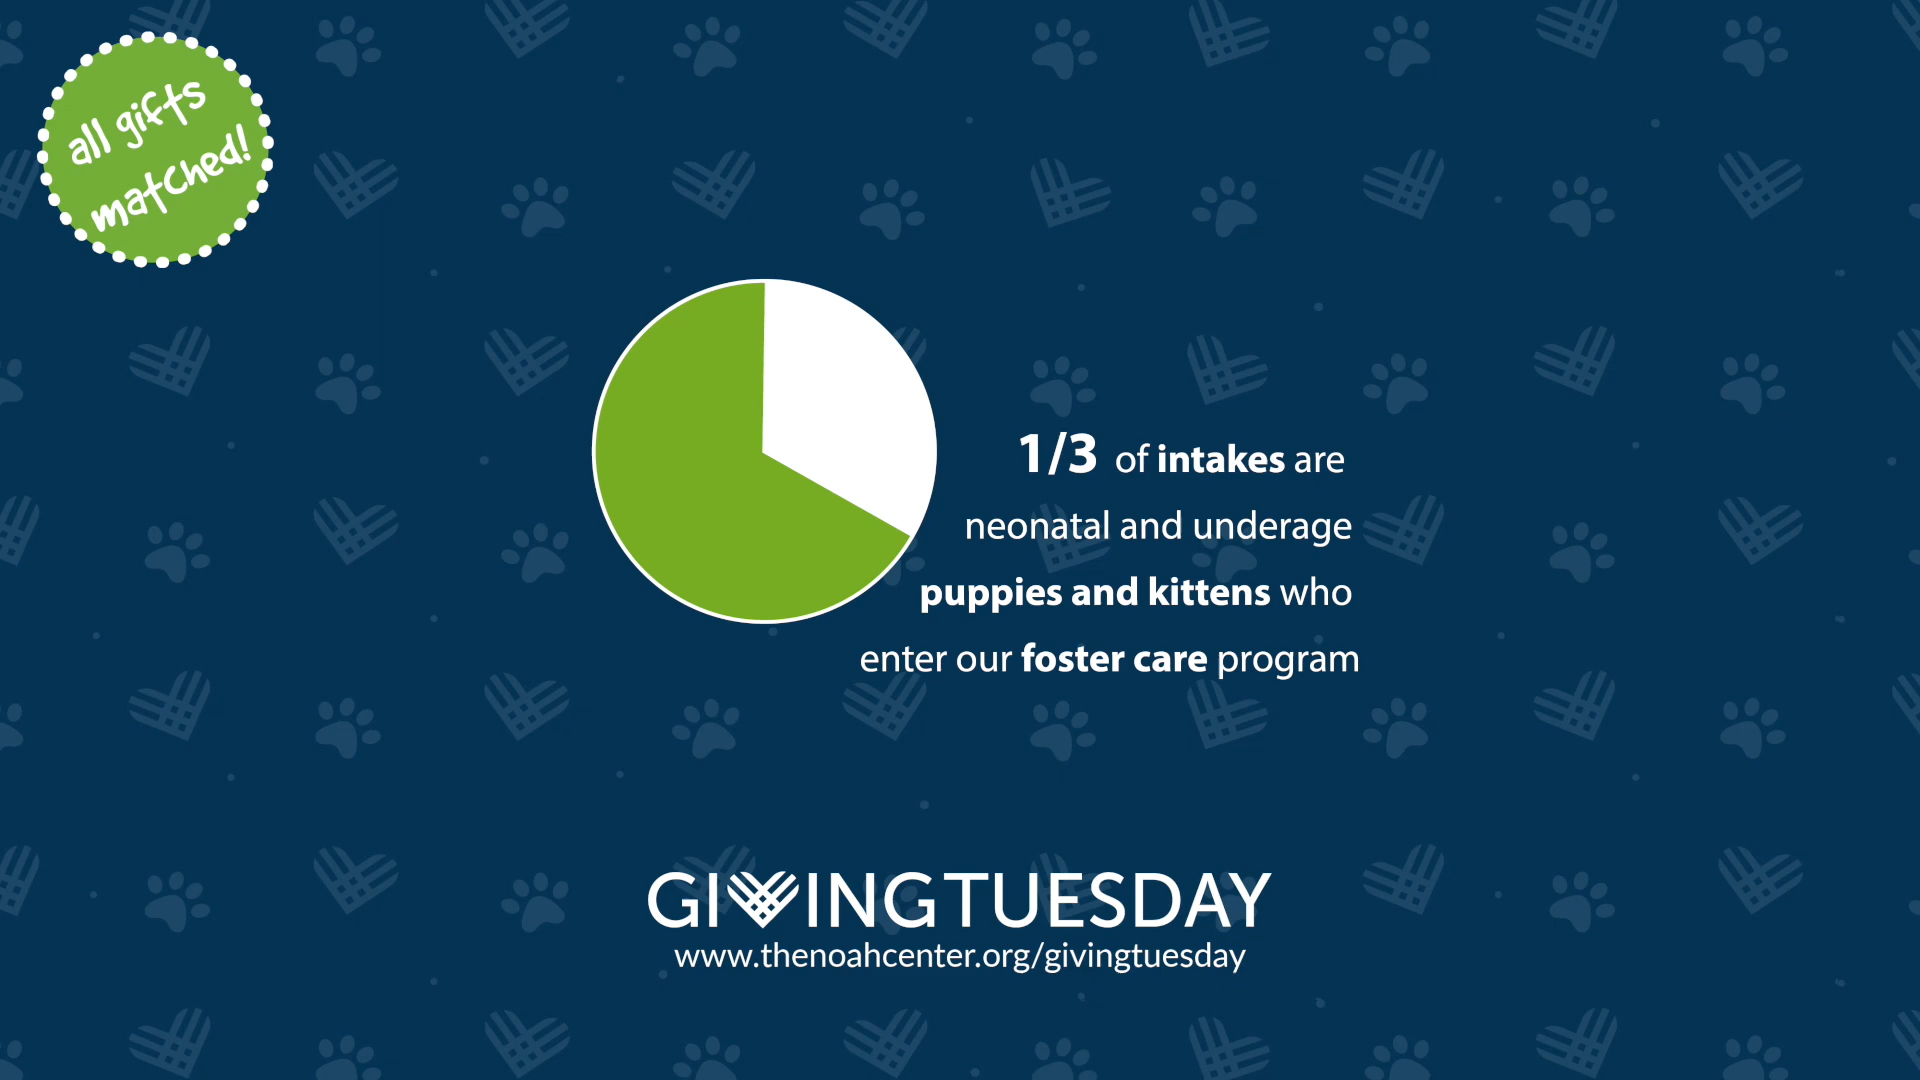 all gifts
matched!
1/3 of intakes are
neonatal and underage
puppies and kittens who
enter our foster care program
GIVINGTUESDAY
www.thenoahcenter.org/givingtuesday